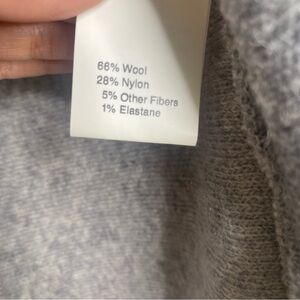 66% Wool
28% Nylon
5% Other Fibers
1% Elastane